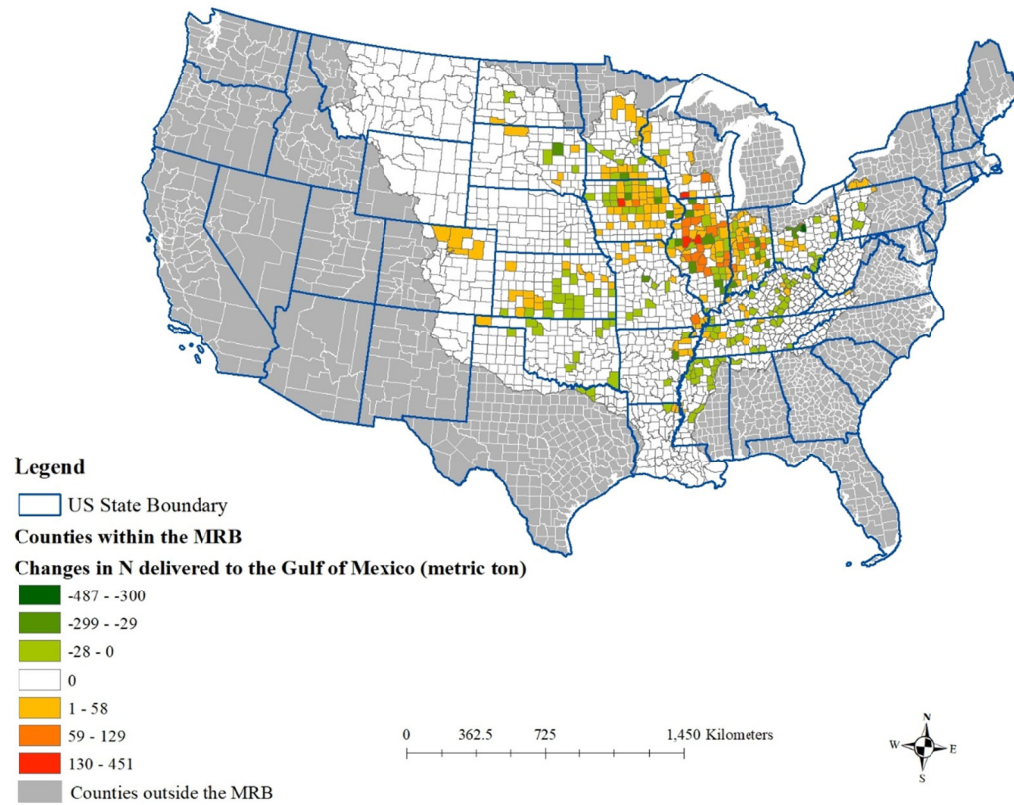 Legend
US State Boundary
Counties within the MRB
Changes in N delivered to the Gulf of Mexico (metric ton)
-487 - -300
-299 - -29
-28 - 0
0
1 - 58
59 - 129
130 - 451
Counties outside the MRB
0 362.5 725 1,450 Kilometers
N
W E
S